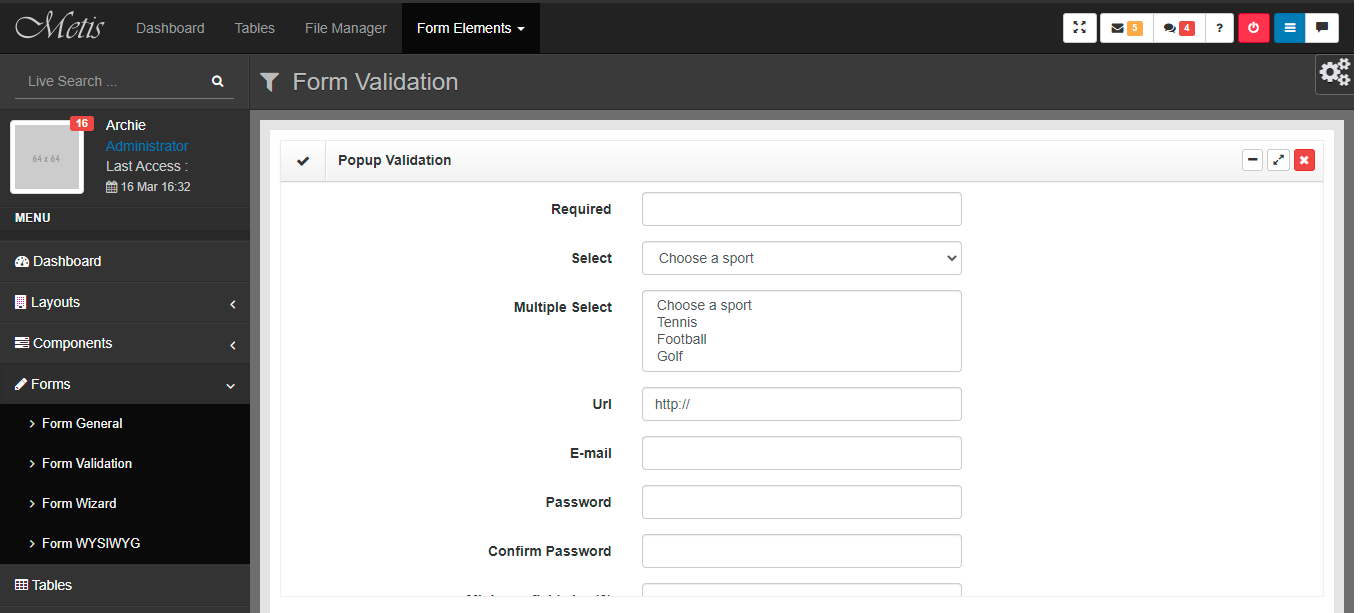 Metis Dashboard Tables File Manager Form Elements 5 4 ?
Live Search ...
Form Validation
16
64 x 64
Archie
Administrator
Last Access :
16 Mar 16:32
MENU
Dashboard
Layouts
Components
Forms
Form General
Form Validation
Form Wizard
Form WYSIWYG
Tables
Popup Validation
Required
Select Choose a sport
Multiple Select Choose a sport
Tennis
Football
Golf
Url http://
E-mail
Password
Confirm Password